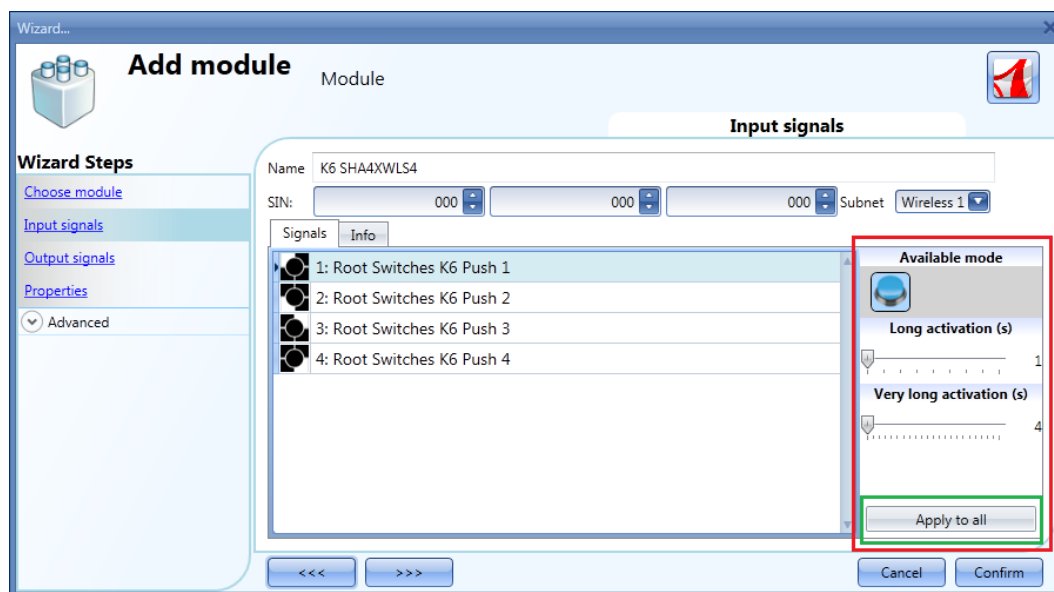 Wizard...
Add module
Module
Input signals
Wizard Steps
Choose module
Input signals
Output signals
Properties
Advanced
Name K6 SHA4XWLS4
SIN: 000 000 000 Subnet Wireless 1
Signals Info
1: Root Switches K6 Push 1
2: Root Switches K6 Push 2
3: Root Switches K6 Push 3
4: Root Switches K6 Push 4
Available mode
Long activation (s)
1
Very long activation (s)
4
Apply to all
<<< >>> Cancel Confirm